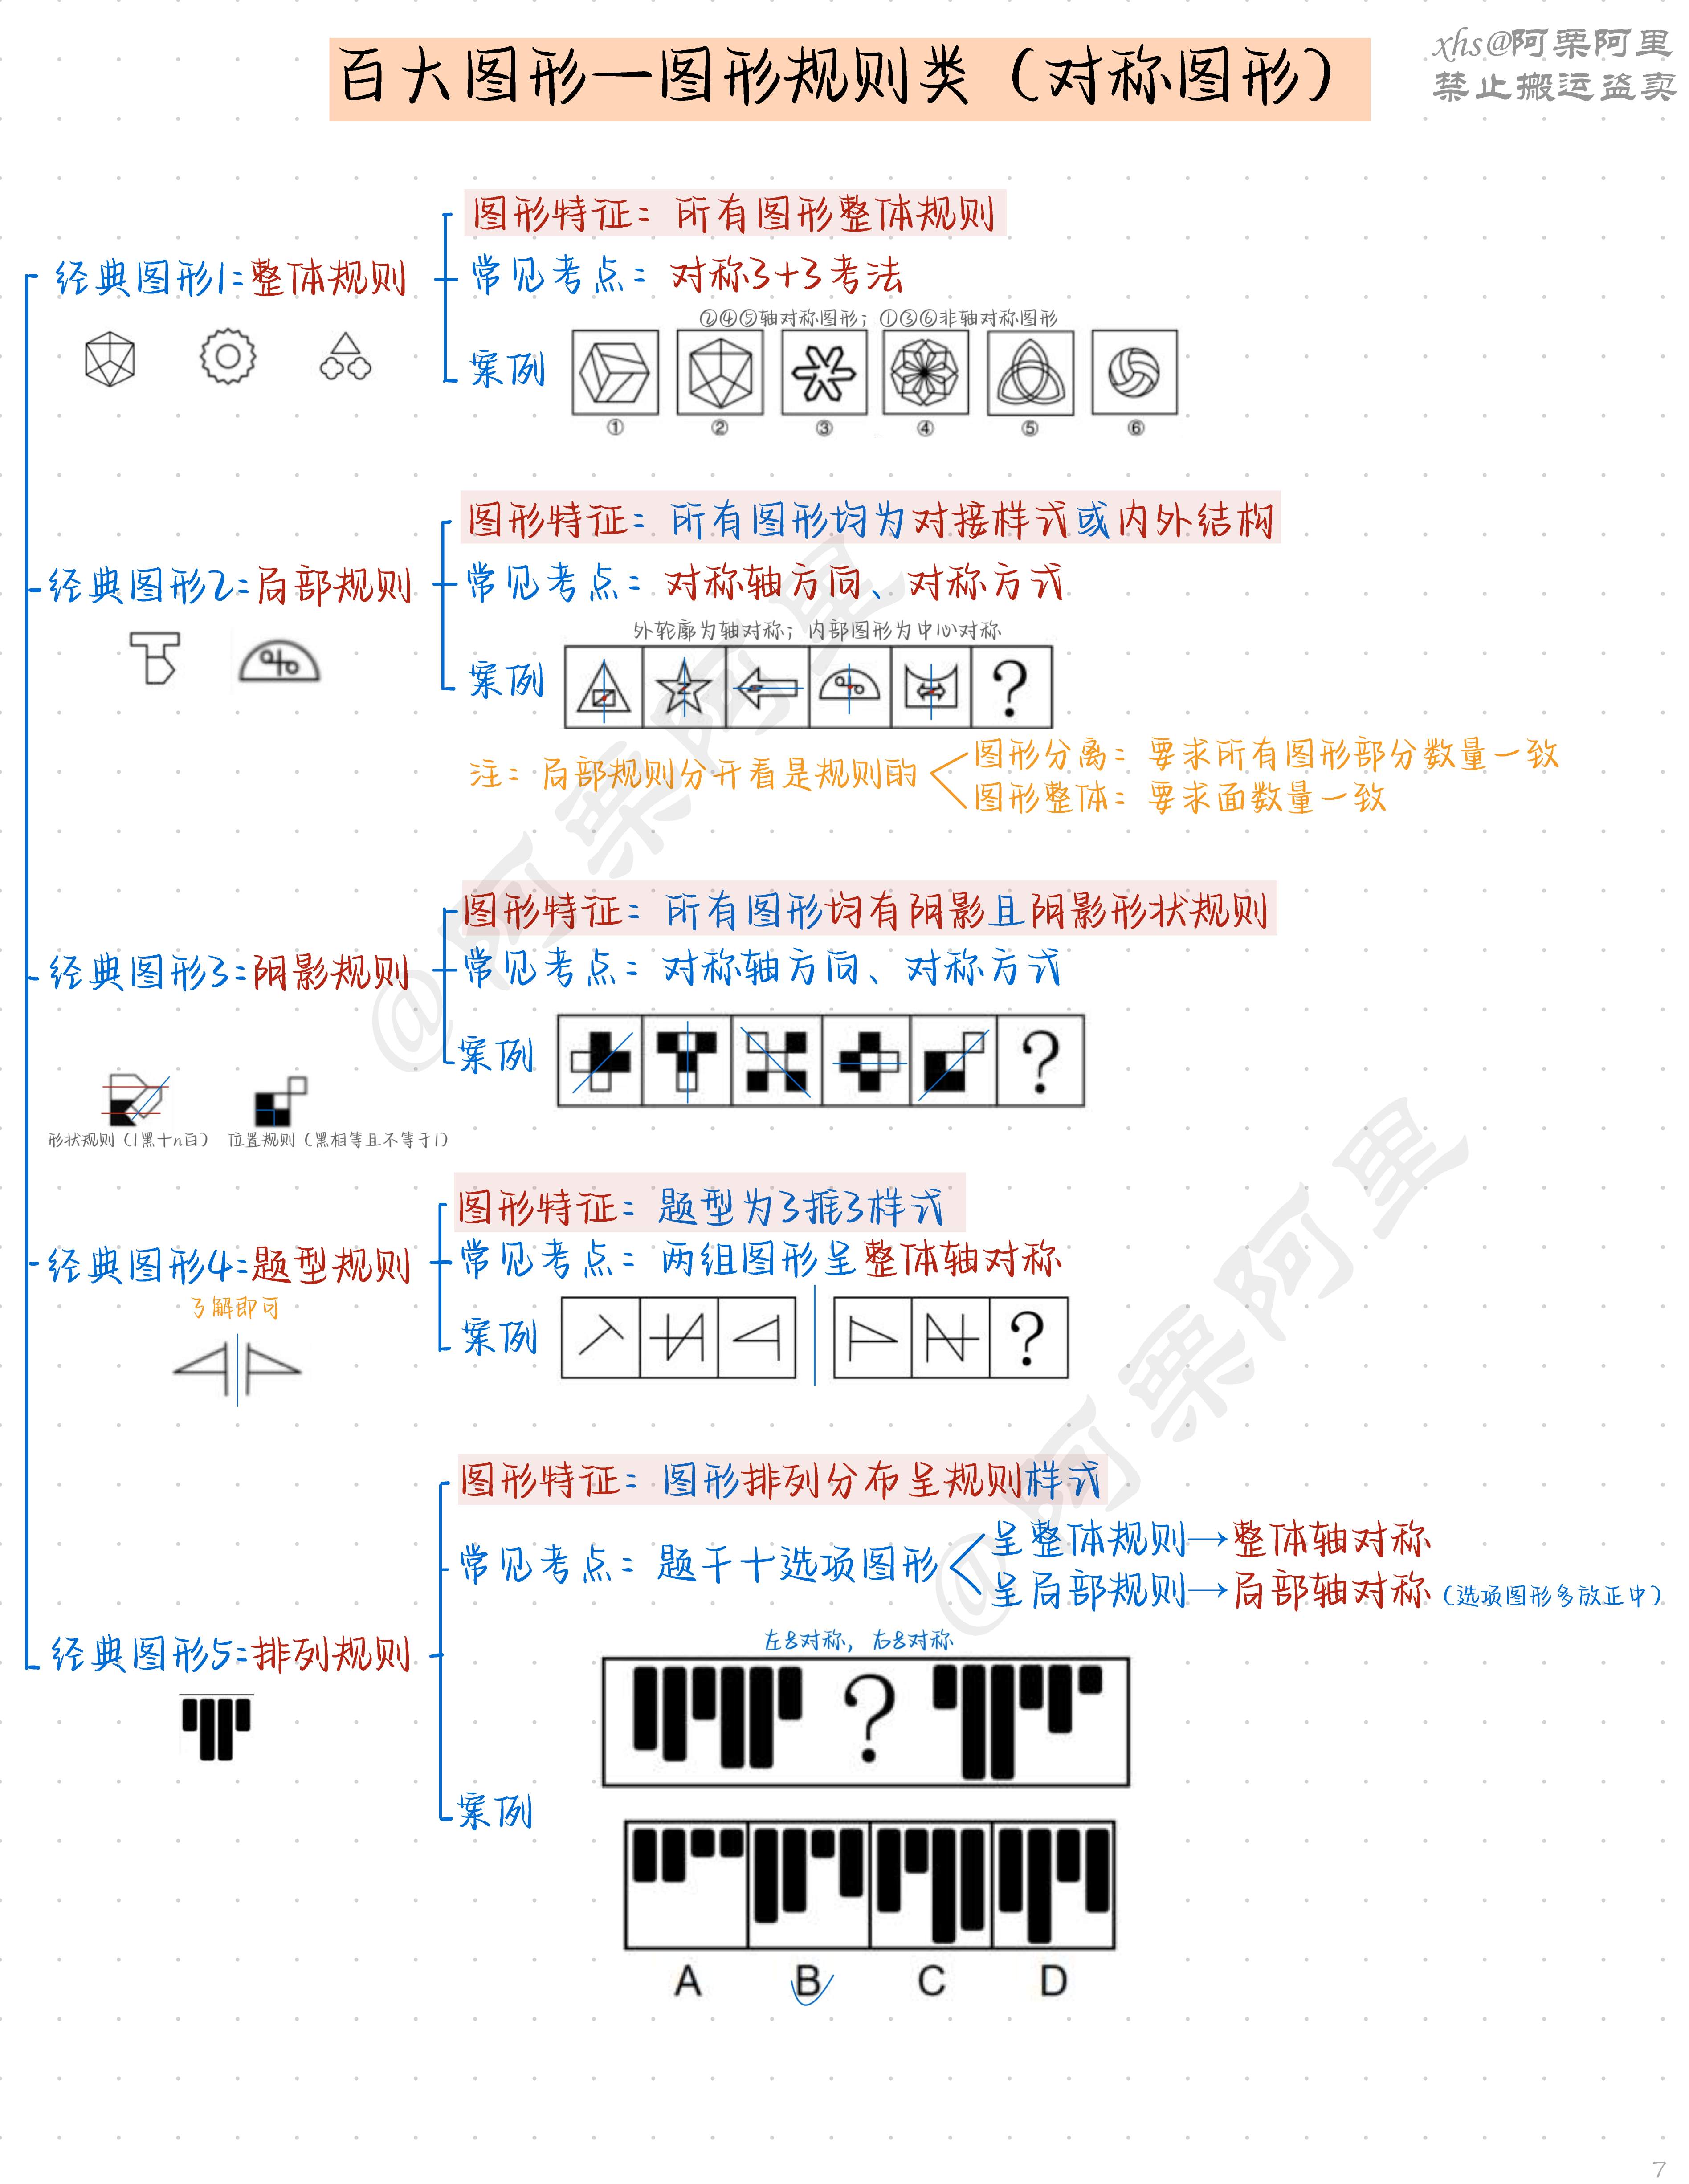 xhs@阿栗阿里
禁止搬运盗卖
百大图形—图形规则类（对称图形）
图形特征：所有图形整体规则
经典图形1：整体规则
常见考点：对称3+3考法
②④⑤轴对称图形；①③⑥非轴对称图形
案例
① ② ③ ④ ⑤ ⑥
图形特征：所有图形均为对接样式或内外结构
经典图形2：局部规则
常见考点：对称轴方向、对称方式
外轮廓为轴对称；内部图形为中心对称
案例
?
注：局部规则分开看是规则的
图形分离：要求所有图形部分数量一致
图形整体：要求面数量一致
图形特征：所有图形均有阴影且阴影形状规则
经典图形3：阴影规则
常见考点：对称轴方向、对称方式
案例
?
形状规则（1黑十n白） 位置规则（黑相等且不等于1）
图形特征：题型为3推3样式
经典图形4：题型规则
常见考点：两组图形呈整体轴对称
了解即可
案例
?
图形特征：图形排列分布呈规则样式
常见考点：题干十选项图形
呈整体规则→整体轴对称
呈局部规则→局部轴对称（选项图形多放正中）
经典图形5：排列规则
左8对称，右8对称
?
案例
A B C D
@阿栗阿里
@阿栗阿里
7